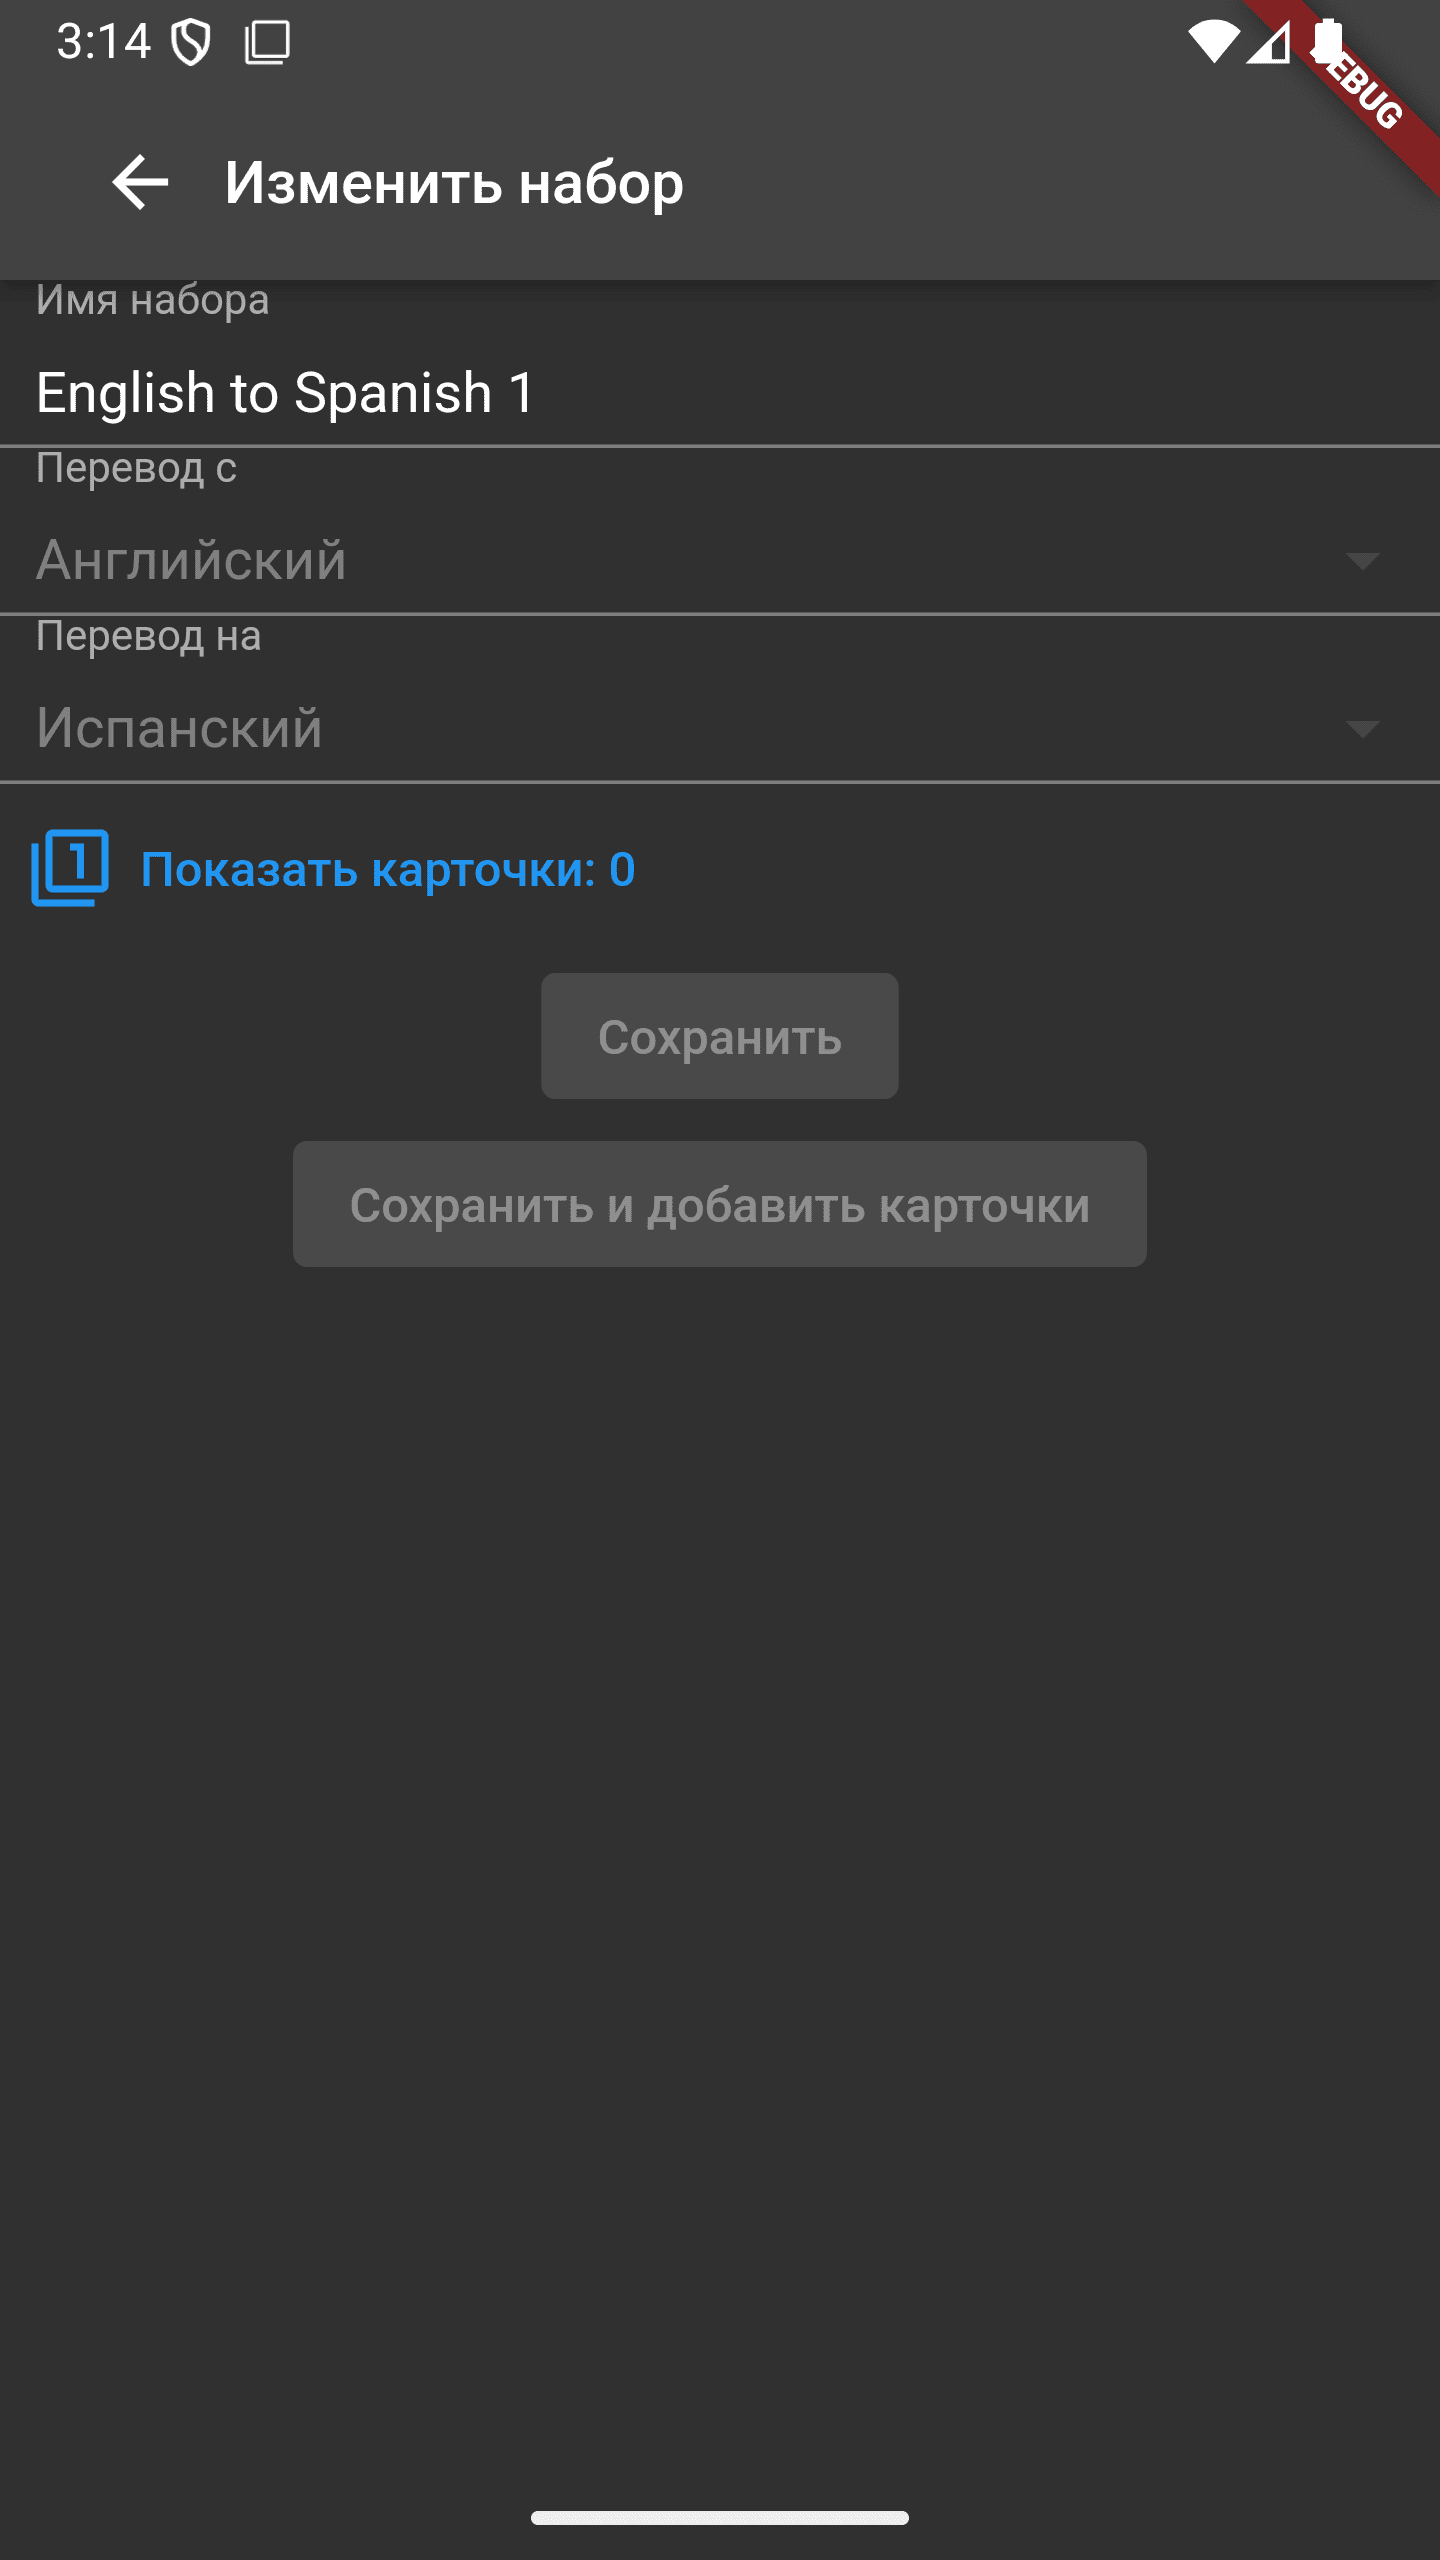 3:14
EBUG
Изменить набор
Имя набора
English to Spanish 1
Перевод с
Английский
Перевод на
Испанский
1 Показать карточки: 0
Сохранить
Сохранить и добавить карточки